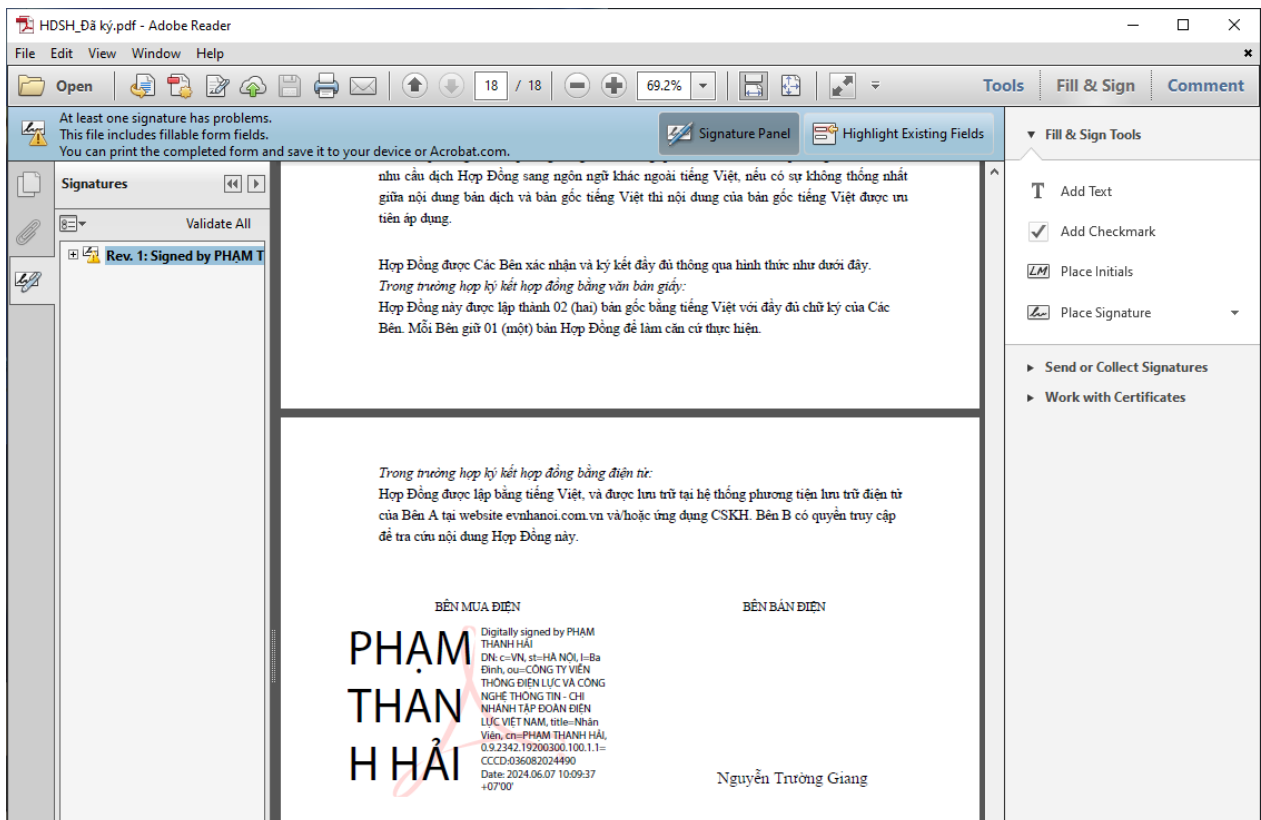 HDSH_Đã ký.pdf - Adobe Reader
File Edit View Window Help
Open 18 / 18 69.2% Tools Fill & Sign Comment
At least one signature has problems.
This file includes fillable form fields.
You can print the completed form and save it to your device or Acrobat.com.
Signature Panel Highlight Existing Fields
Signatures
Validate All
Rev. 1: Signed by PHẠM T
nhu cầu dịch Hợp Đồng sang ngôn ngữ khác ngoài tiếng Việt, nếu có sự không thống nhất
giữa nội dung bản dịch và bản gốc tiếng Việt thì nội dung của bản gốc tiếng Việt được ưu
tiên áp dụng.
Hợp Đồng được Các Bên xác nhận và ký kết đầy đủ thông qua hình thức như dưới đây.
Trong trường hợp ký kết hợp đồng bằng văn bản giấy:
Hợp Đồng này được lập thành 02 (hai) bản gốc bằng tiếng Việt với đầy đủ chữ ký của Các
Bên. Mỗi Bên giữ 01 (một) bản Hợp Đồng để làm căn cứ thực hiện.
Trong trường hợp ký kết hợp đồng bằng điện tử:
Hợp Đồng được lập bằng tiếng Việt, và được lưu trữ tại hệ thống phương tiện lưu trữ điện tử
của Bên A tại website evnhanoi.com.vn và/hoặc ứng dụng CSKH. Bên B có quyền truy cập
để tra cứu nội dung Hợp Đồng này.
BÊN MUA ĐIỆN
PHẠM
THAN
H HẢI
Digitally signed by PHẠM
THANH HẢI
DN: c=VN, st=HÀ NỘI, l=Ba
Đình, ou=CÔNG TY VIỄN
THÔNG ĐIỆN LỰC VÀ CÔNG
NGHỆ THÔNG TIN - CHI
NHÁNH TẬP ĐOÀN ĐIỆN
LỰC VIỆT NAM, title=Nhân
Viên, cn=PHẠM THANH HẢI,
0.9.2342.19200300.100.1.1=
CCCD:036082024490
Date: 2024.06.07 10:09:37
+07'00'
BÊN BÁN ĐIỆN
Nguyễn Trường Giang
Fill & Sign Tools
T Add Text
Add Checkmark
LM Place Initials
Place Signature
Send or Collect Signatures
Work with Certificates